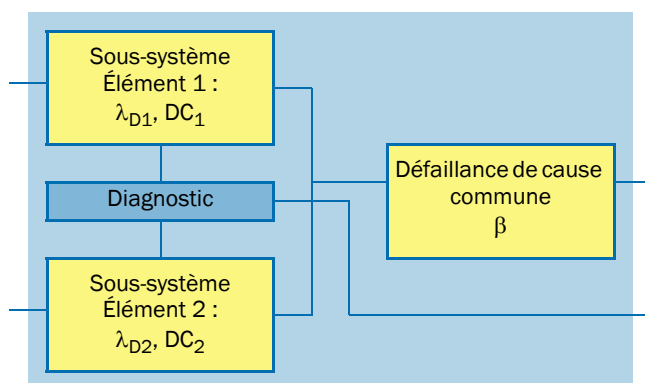 Sous-système
Élément 1 :
λD1, DC1
Diagnostic
Sous-système
Élément 2 :
λD2, DC2
Défaillance de cause
commune
β